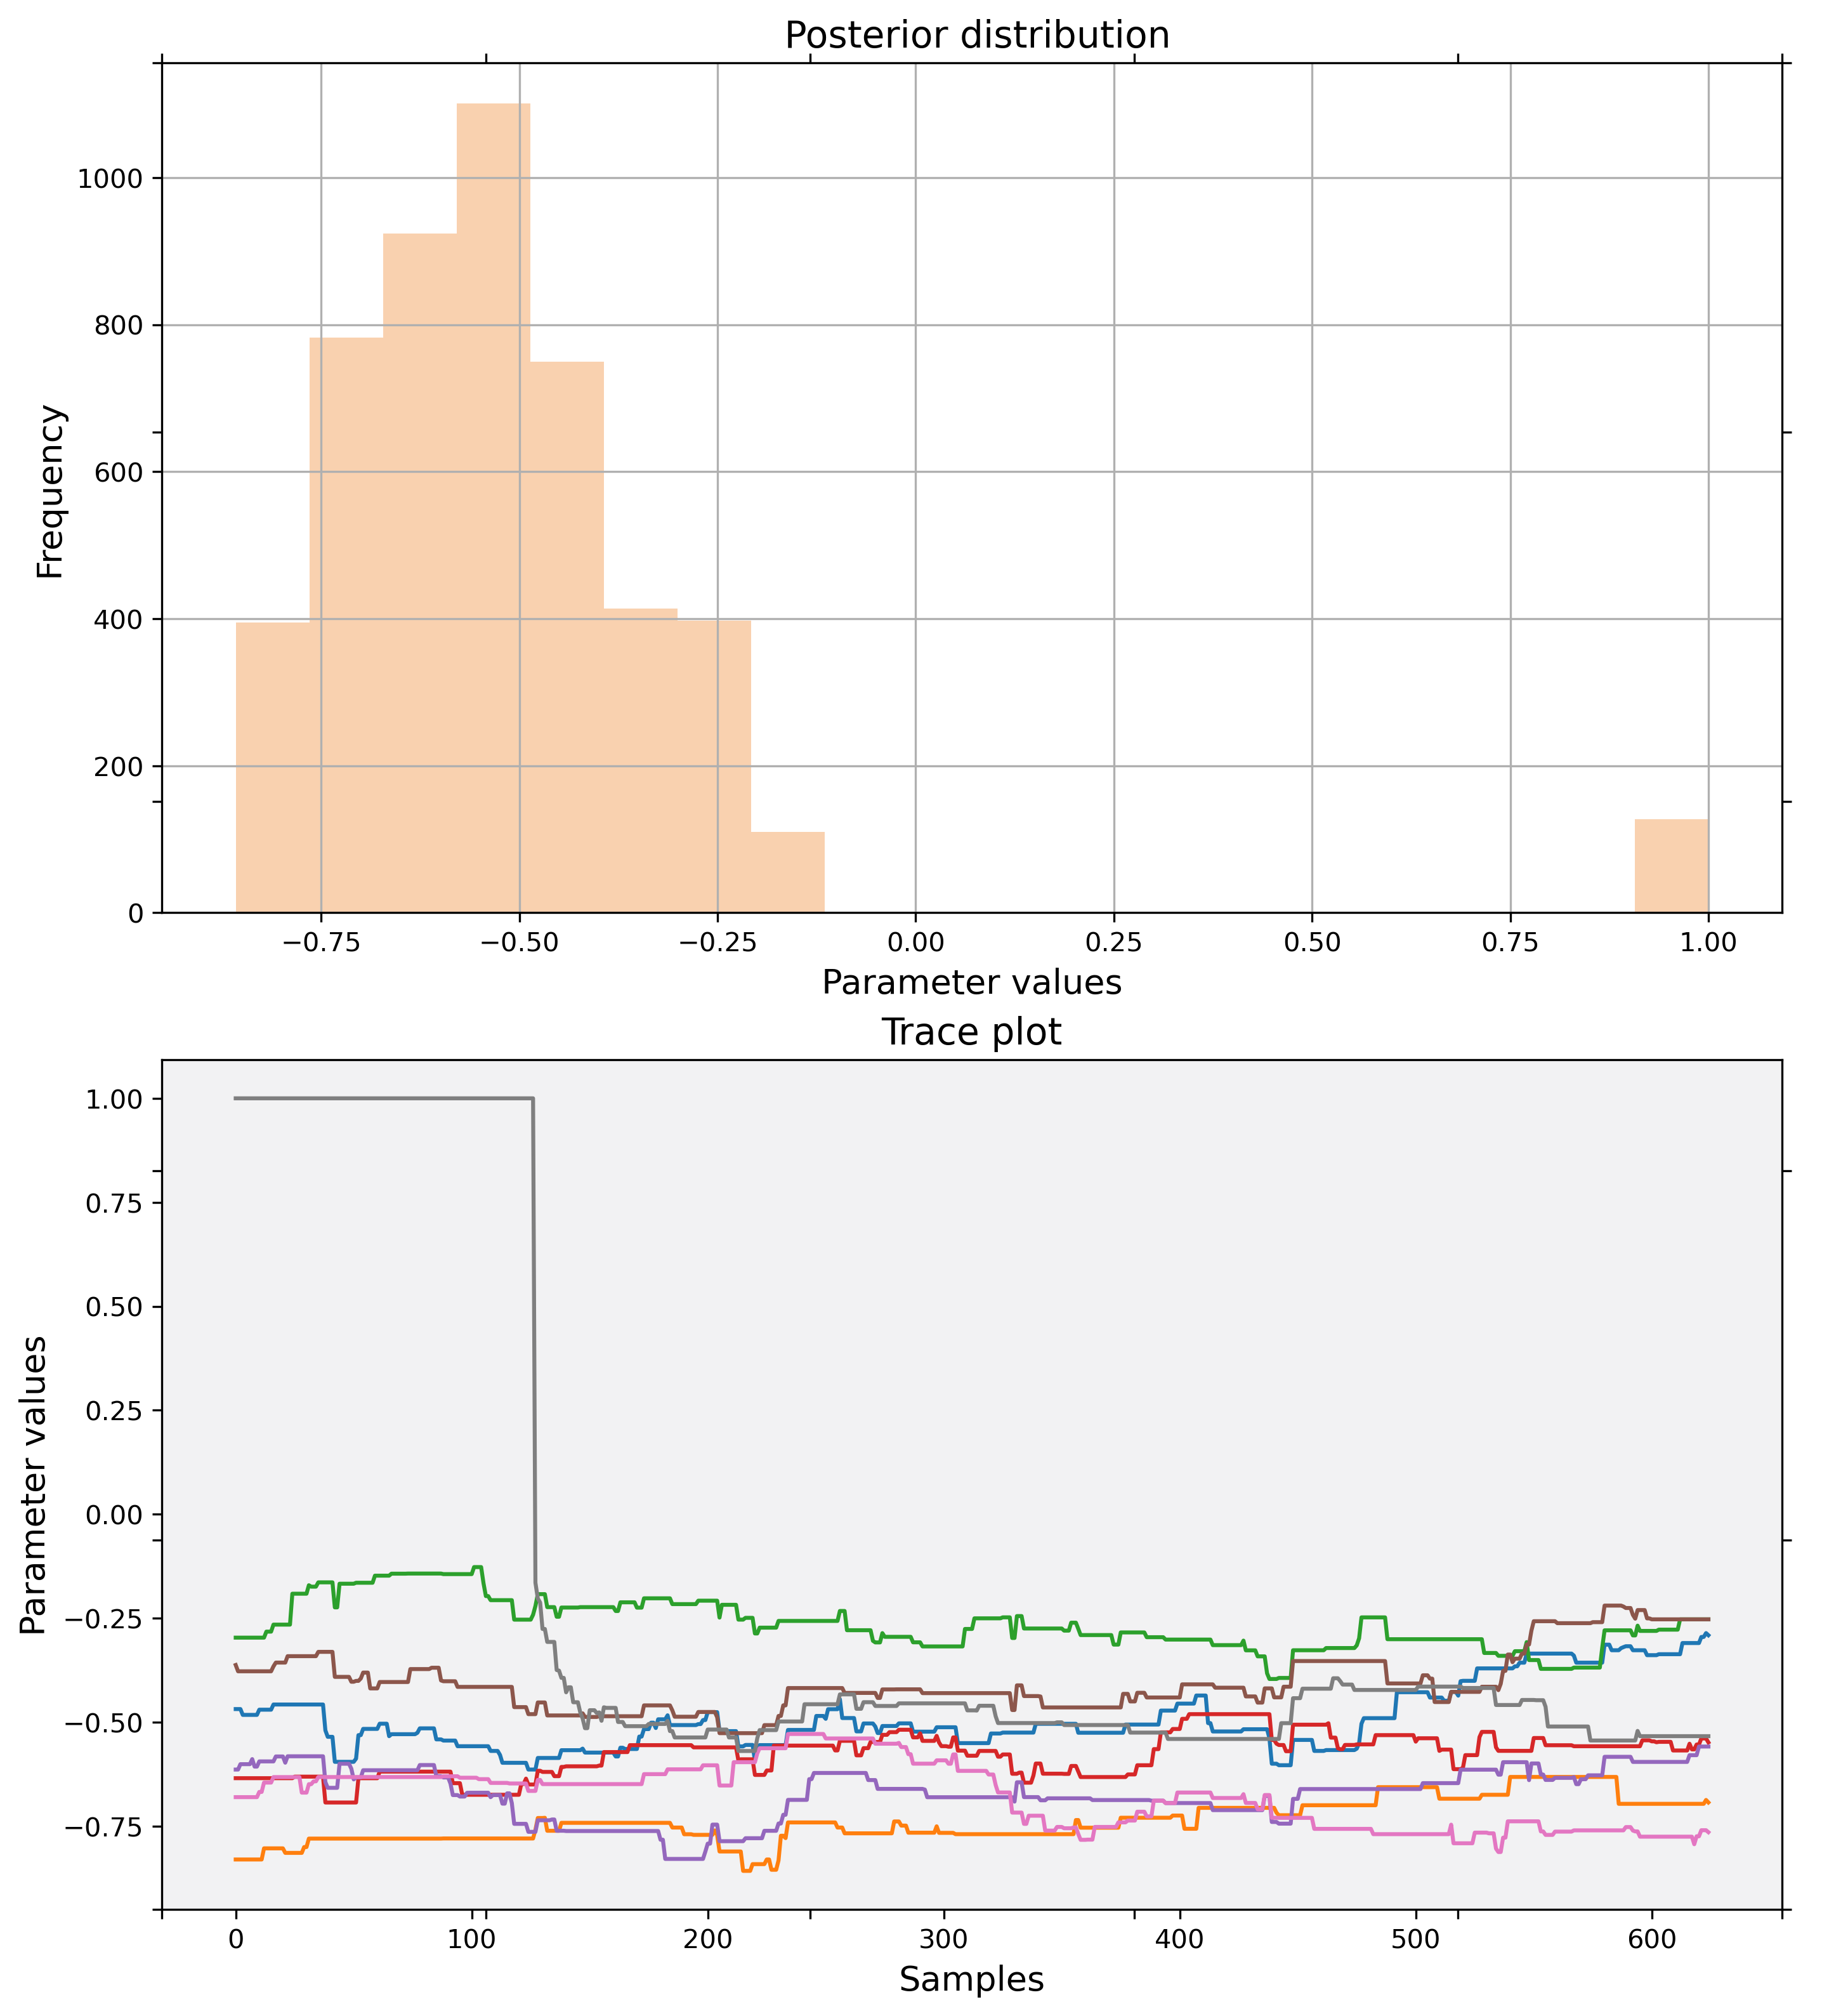 Posterior distribution
1000
800
600
400
200
0
Frequency
−0.75 −0.50 −0.25 0.00 0.25 0.50 0.75 1.00
Parameter values
Trace plot
1.00
0.75
0.50
0.25
0.00
−0.25
−0.50
−0.75
Parameter values
0 100 200 300 400 500 600
Samples